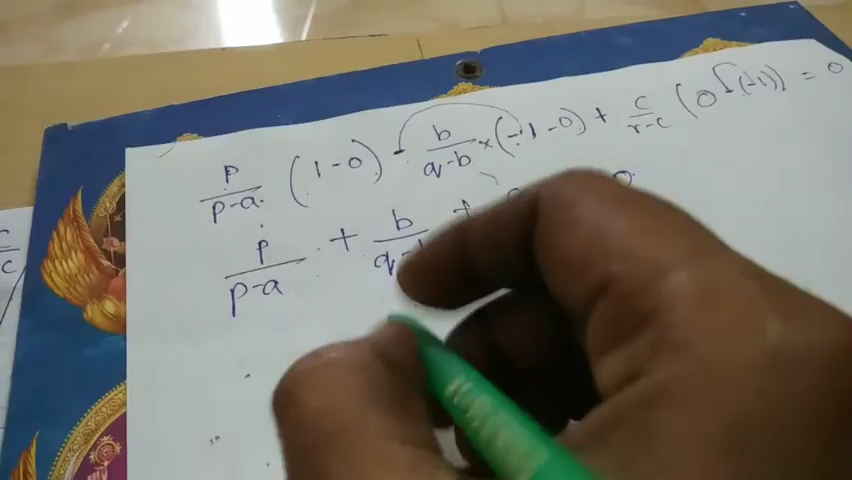 p/p-a (1-0) - b/q-b × (-1-0) + c/r-c (0-(-1)) = 0
p/p-a + b/q-b +
c/c